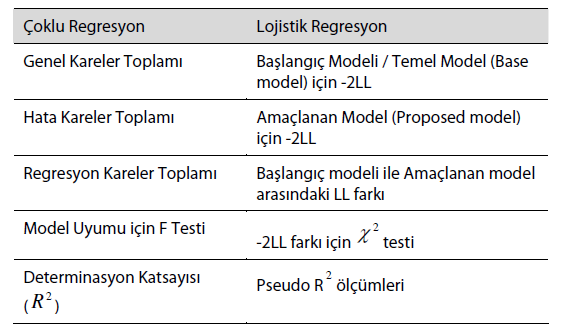 Çoklu Regresyon Lojistik Regresyon
Genel Kareler Toplamı Başlangıç Modeli / Temel Model (Base
model) için -2LL
Hata Kareler Toplamı Amaçlanan Model (Proposed model)
için -2LL
Regresyon Kareler Toplamı Başlangıç modeli ile Amaçlanan model
arasındaki LL farkı
Model Uyumu için F Testi
-2LL farkı için χ² testi
Determinasyon Katsayısı
(R²)
Pseudo R² ölçümleri